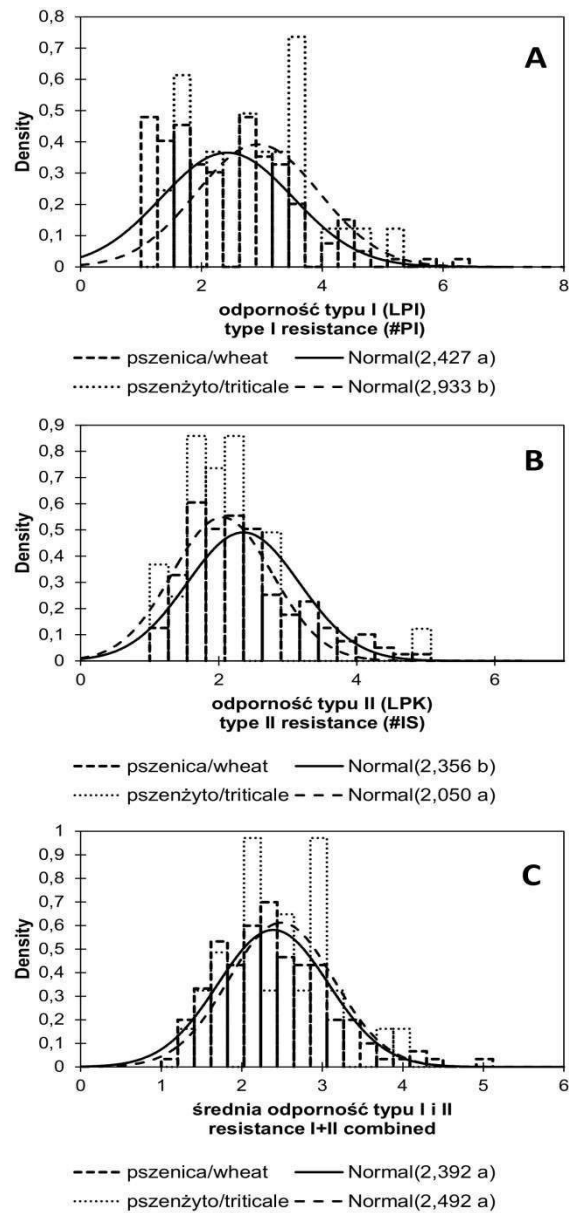 0,8
0,7
0,6
0,5
0,4
0,3
0,2
0,1
0
Density
A
0 2 4 6 8
odporność typu I (LPI)
type I resistance (#PI)
pszenica/wheat Normal(2,427 a)
pszenżyto/triticale Normal(2,933 b)
0,9
0,8
0,7
0,6
0,5
0,4
0,3
0,2
0,1
0
Density
B
0 2 4 6
odporność typu II (LPK)
type II resistance (#IS)
pszenica/wheat Normal(2,356 b)
pszenżyto/triticale Normal(2,050 a)
1
0,9
0,8
0,7
0,6
0,5
0,4
0,3
0,2
0,1
0
Density
C
0 1 2 3 4 5 6
średnia odporność typu I i II
resistance I+II combined
pszenica/wheat Normal(2,392 a)
pszenżyto/triticale Normal(2,492 a)